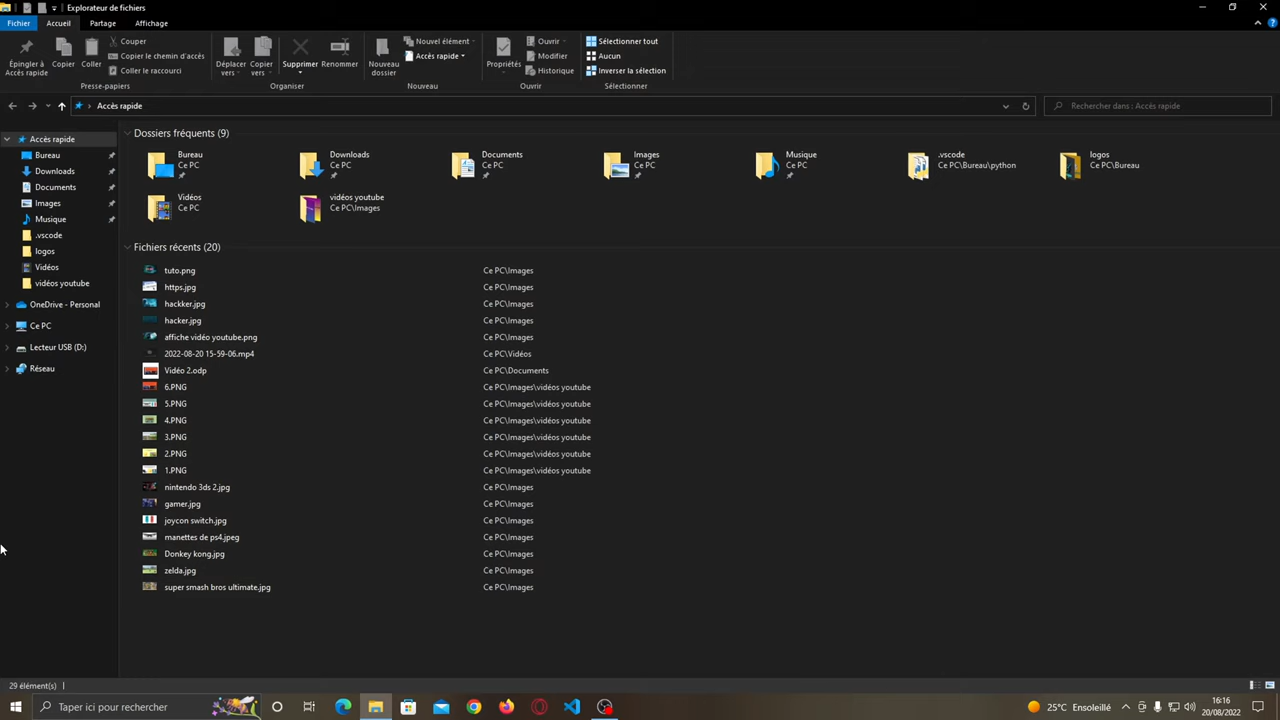 Explorateur de fichiers
Fichier Accueil Partage Affichage
Épingler à Accès rapide
Copier
Coller
Couper
Copier le chemin d'accès
Coller le raccourci
Presse-papiers
Déplacer vers
Copier vers
Supprimer
Renommer
Organiser
Nouveau dossier
Nouvel élément
Accès rapide
Nouveau
Propriétés
Ouvrir
Modifier
Historique
Ouvrir
Sélectionner tout
Aucun
Inverser la sélection
Sélectionner
Accès rapide
Rechercher dans : Accès rapide
Accès rapide
Bureau
Downloads
Documents
Images
Musique
.vscode
logos
Vidéos
vidéos youtube
OneDrive - Personal
Ce PC
Lecteur USB (D:)
Réseau
Dossiers fréquents (9)
Bureau
Ce PC
Downloads
Ce PC
Documents
Ce PC
Images
Ce PC
Musique
Ce PC
.vscode
Ce PC\Bureau\python
logos
Ce PC\Bureau
Vidéos
Ce PC
vidéos youtube
Ce PC\Images
Fichiers récents (20)
tuto.png Ce PC\Images
https.jpg Ce PC\Images
hackker.jpg Ce PC\Images
hacker.jpg Ce PC\Images
affiche vidéo youtube.png Ce PC\Images
2022-08-20 15-59-06.mp4 Ce PC\Vidéos
Vidéo 2.odp Ce PC\Documents
6.PNG Ce PC\Images\vidéos youtube
5.PNG Ce PC\Images\vidéos youtube
4.PNG Ce PC\Images\vidéos youtube
3.PNG Ce PC\Images\vidéos youtube
2.PNG Ce PC\Images\vidéos youtube
1.PNG Ce PC\Images\vidéos youtube
nintendo 3ds 2.jpg Ce PC\Images
gamer.jpg Ce PC\Images
joycon switch.jpg Ce PC\Images
manettes de ps4.jpeg Ce PC\Images
Donkey kong.jpg Ce PC\Images
zelda.jpg Ce PC\Images
super smash bros ultimate.jpg Ce PC\Images
29 élément(s)
Taper ici pour rechercher
25°C Ensoleillé
16:16
20/08/2022